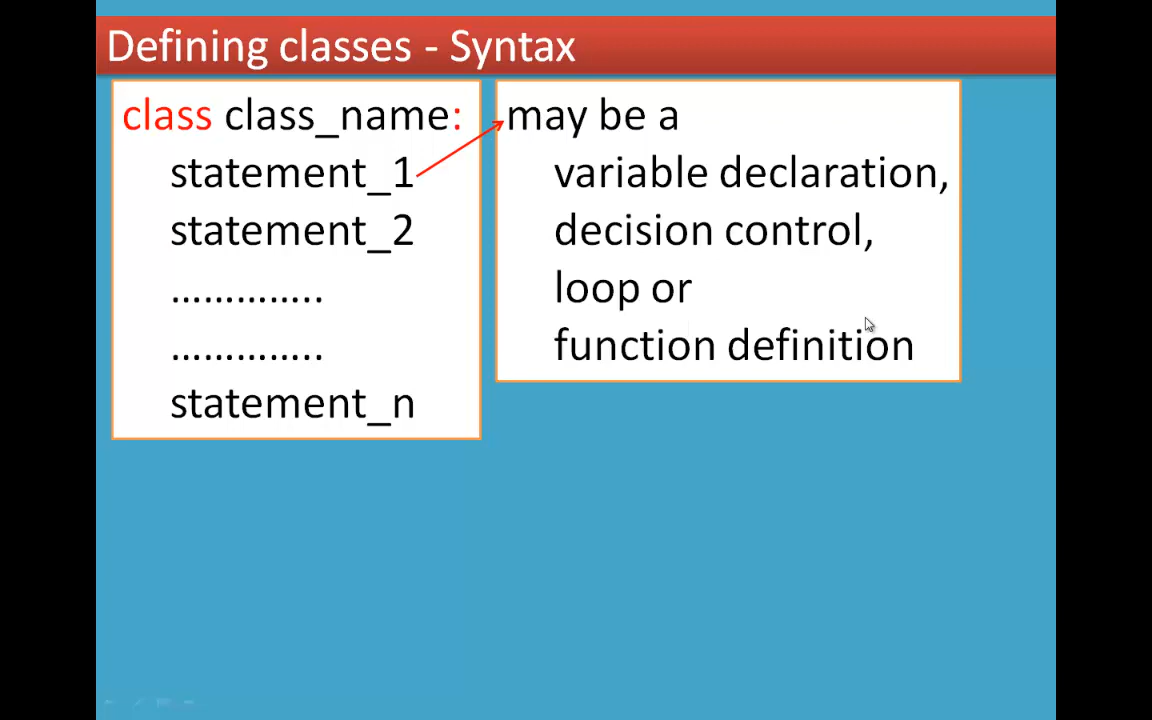 Defining classes - Syntax
class class_name:
statement_1
statement_2
…………..
…………..
statement_n
may be a
variable declaration,
decision control,
loop or
function definition